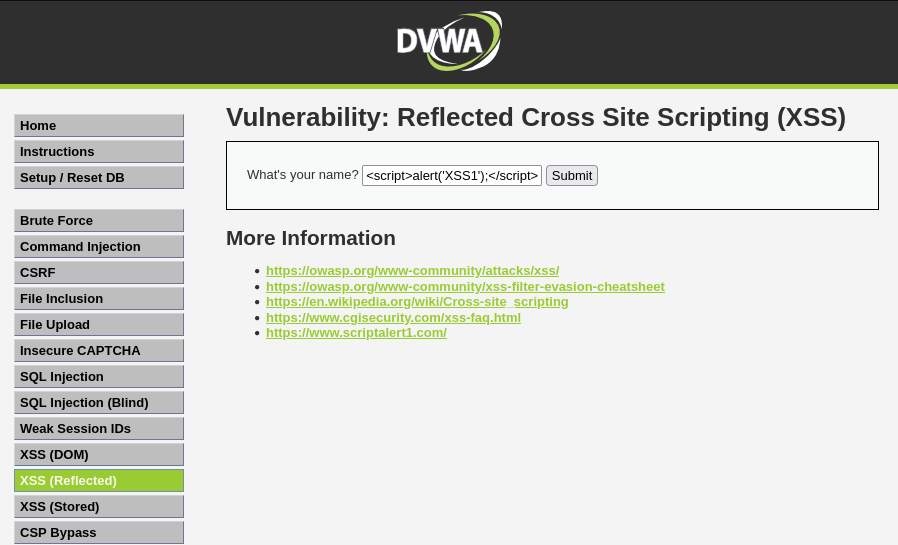 DVWA
Home
Instructions
Setup / Reset DB
Brute Force
Command Injection
CSRF
File Inclusion
File Upload
Insecure CAPTCHA
SQL Injection
SQL Injection (Blind)
Weak Session IDs
XSS (DOM)
XSS (Reflected)
XSS (Stored)
CSP Bypass
Vulnerability: Reflected Cross Site Scripting (XSS)
What's your name? <script>alert('XSS1');</script> Submit
More Information
• https://owasp.org/www-community/attacks/xss/
• https://owasp.org/www-community/xss-filter-evasion-cheatsheet
• https://en.wikipedia.org/wiki/Cross-site_scripting
• https://www.cgisecurity.com/xss-faq.html
• https://www.scriptalert1.com/